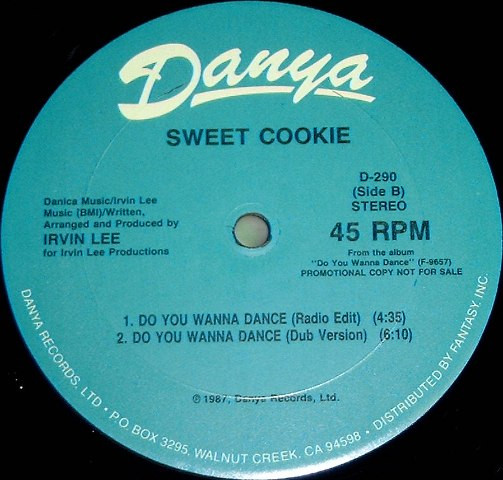 Danya
SWEET COOKIE
Danica Music/Irvin Lee
Music (BMI)/Written,
Arranged and Produced by
IRVIN LEE
for Irvin Lee Productions
D-290
(Side B)
STEREO
45 RPM
From the album
"Do You Wanna Dance" (F-9657)
PROMOTIONAL COPY NOT FOR SALE
1. DO YOU WANNA DANCE (Radio Edit) (4:35)
2. DO YOU WANNA DANCE (Dub Version) (6:10)
℗ 1987, Danya Records, Ltd.
DANYA RECORDS, LTD • PO BOX 3295, WALNUT CREEK, CA 94598 • DISTRIBUTED BY FANTASY, INC.